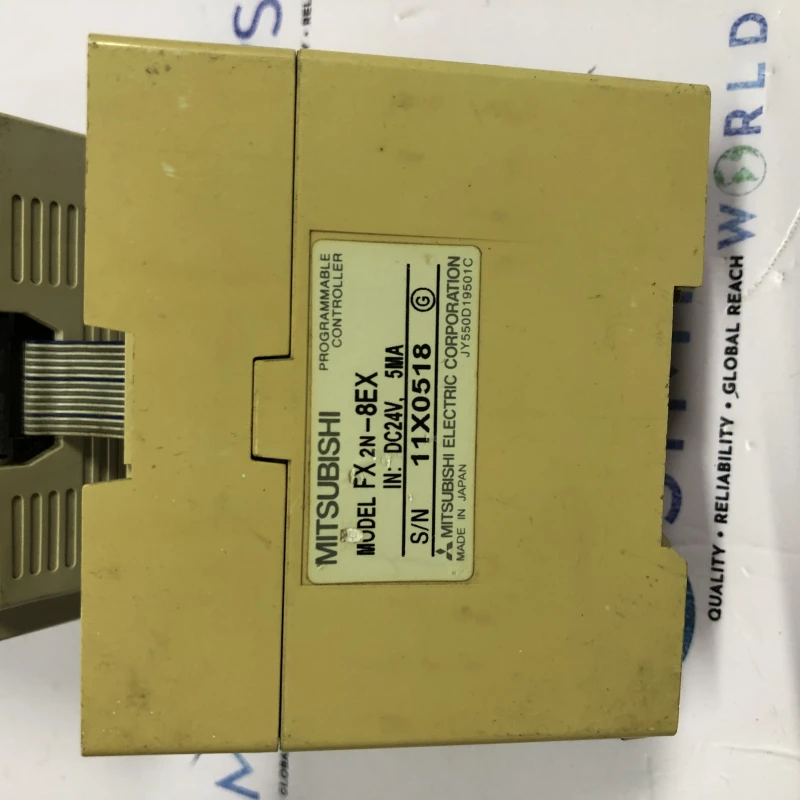 MITSUBISHI
PROGRAMMABLE
CONTROLLER
MODEL FX2N-8EX
IN: DC24V, 5MA
S/N 11X0518 G
MITSUBISHI ELECTRIC CORPORATION
MADE IN JAPAN JY550D19501C
WORLD
QUALITY • RELIABILITY • GLOBAL REACH